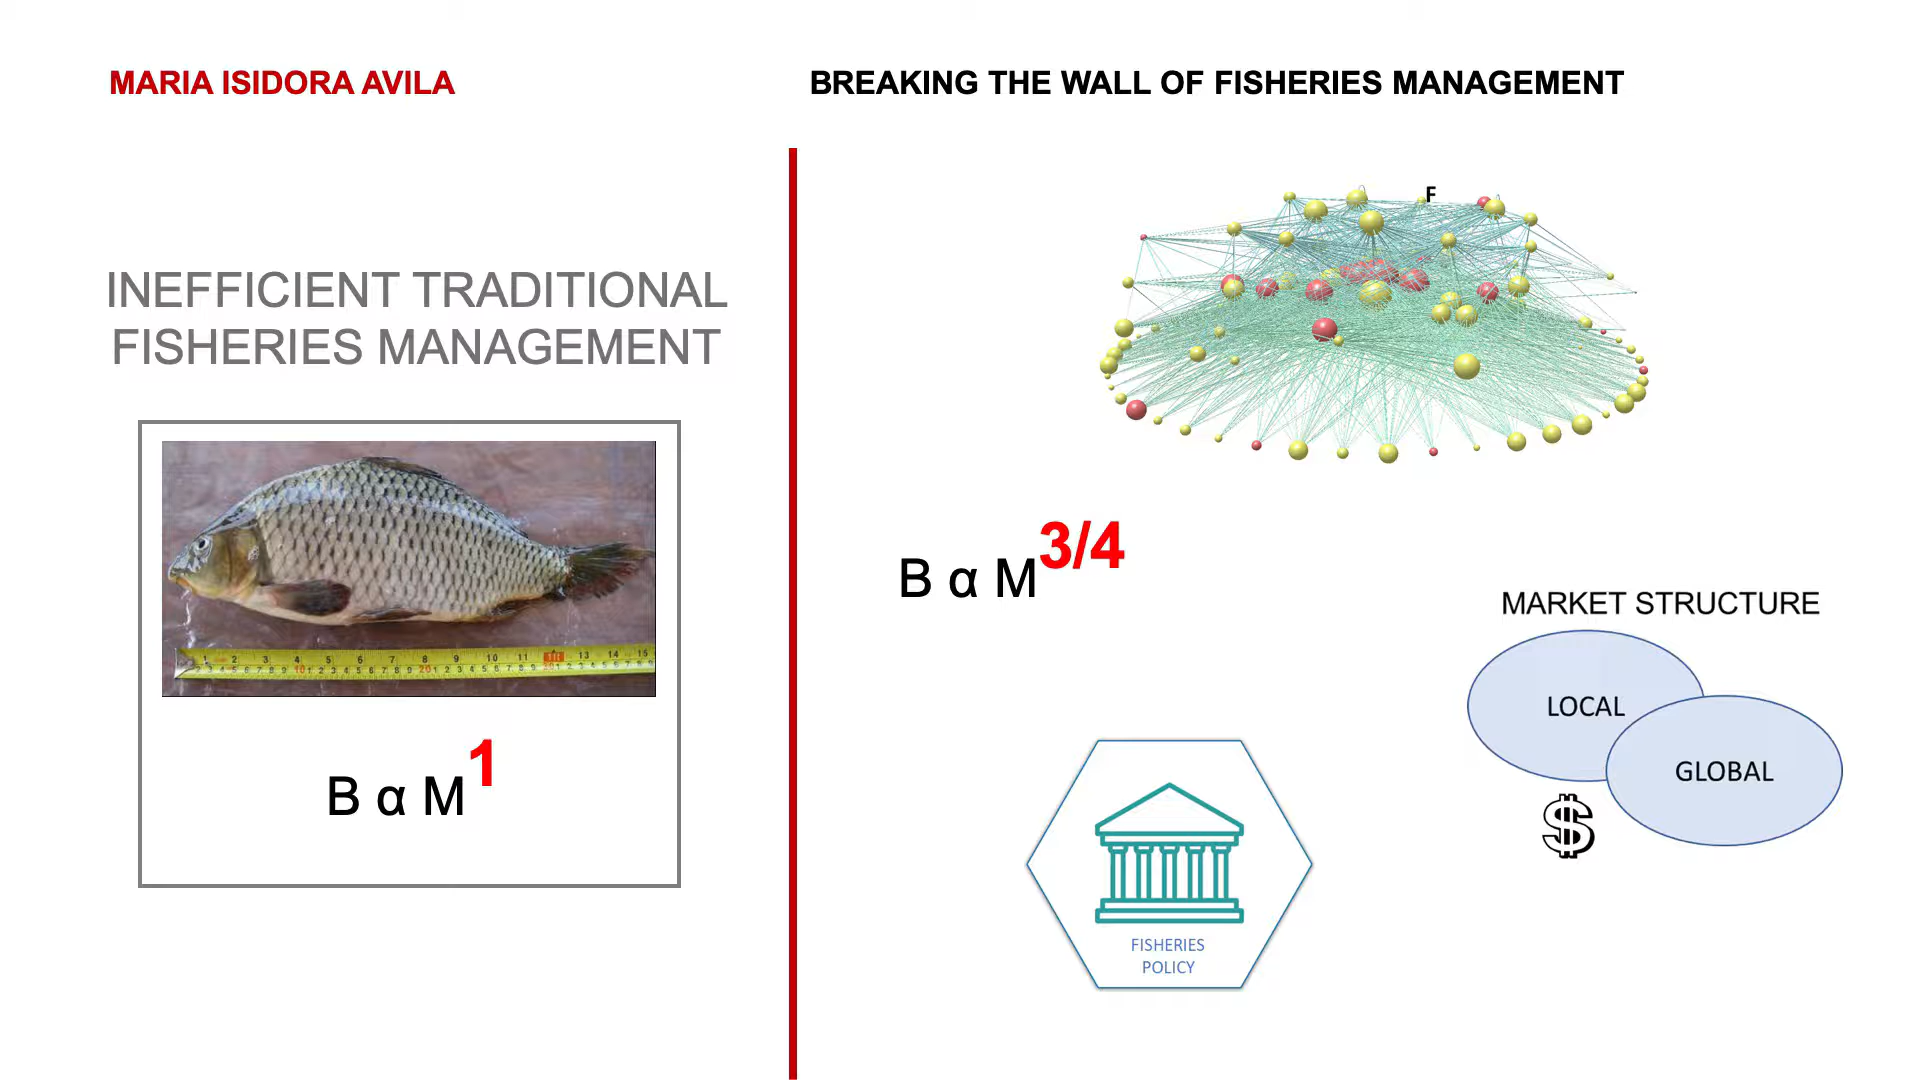 MARIA ISIDORA AVILA
BREAKING THE WALL OF FISHERIES MANAGEMENT
INEFFICIENT TRADITIONAL
FISHERIES MANAGEMENT
B α M1
F
B α M3/4
MARKET STRUCTURE
LOCAL
GLOBAL
$
FISHERIES
POLICY